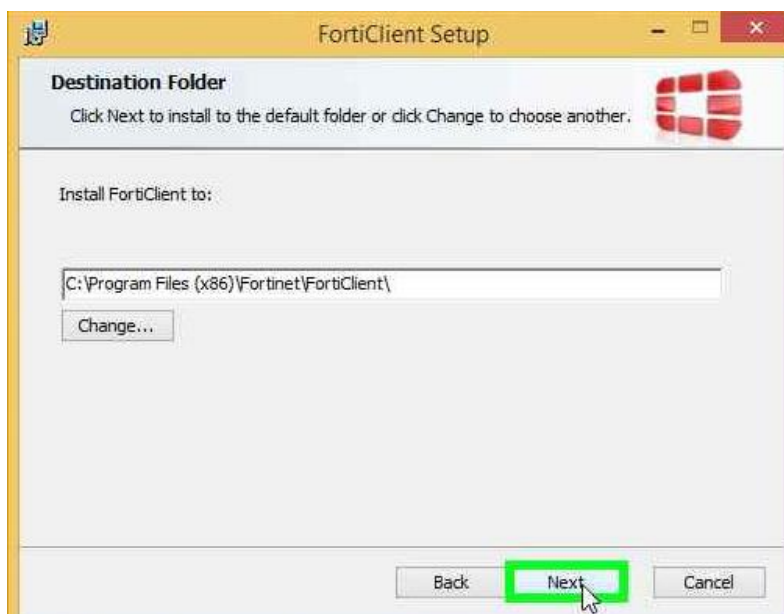 FortiClient Setup
Destination Folder
Click Next to install to the default folder or click Change to choose another.
Install FortiClient to:
C:\Program Files (x86)\Fortinet\FortiClient\
Change...
Back Next Cancel